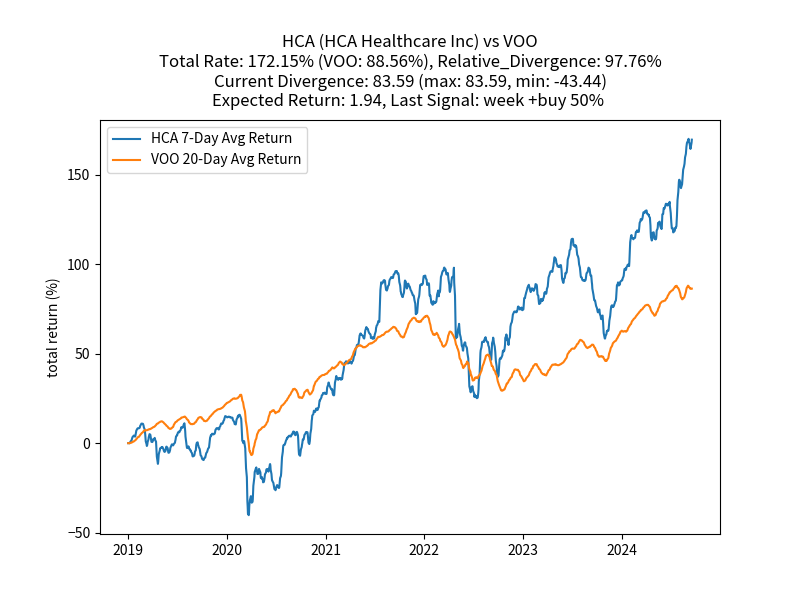 HCA (HCA Healthcare Inc) vs VOO
Total Rate: 172.15% (VOO: 88.56%), Relative_Divergence: 97.76%
Current Divergence: 83.59 (max: 83.59, min: -43.44)
Expected Return: 1.94, Last Signal: week +buy 50%
HCA 7-Day Avg Return
VOO 20-Day Avg Return
total return (%)
150
100
50
0
−50
2019 2020 2021 2022 2023 2024